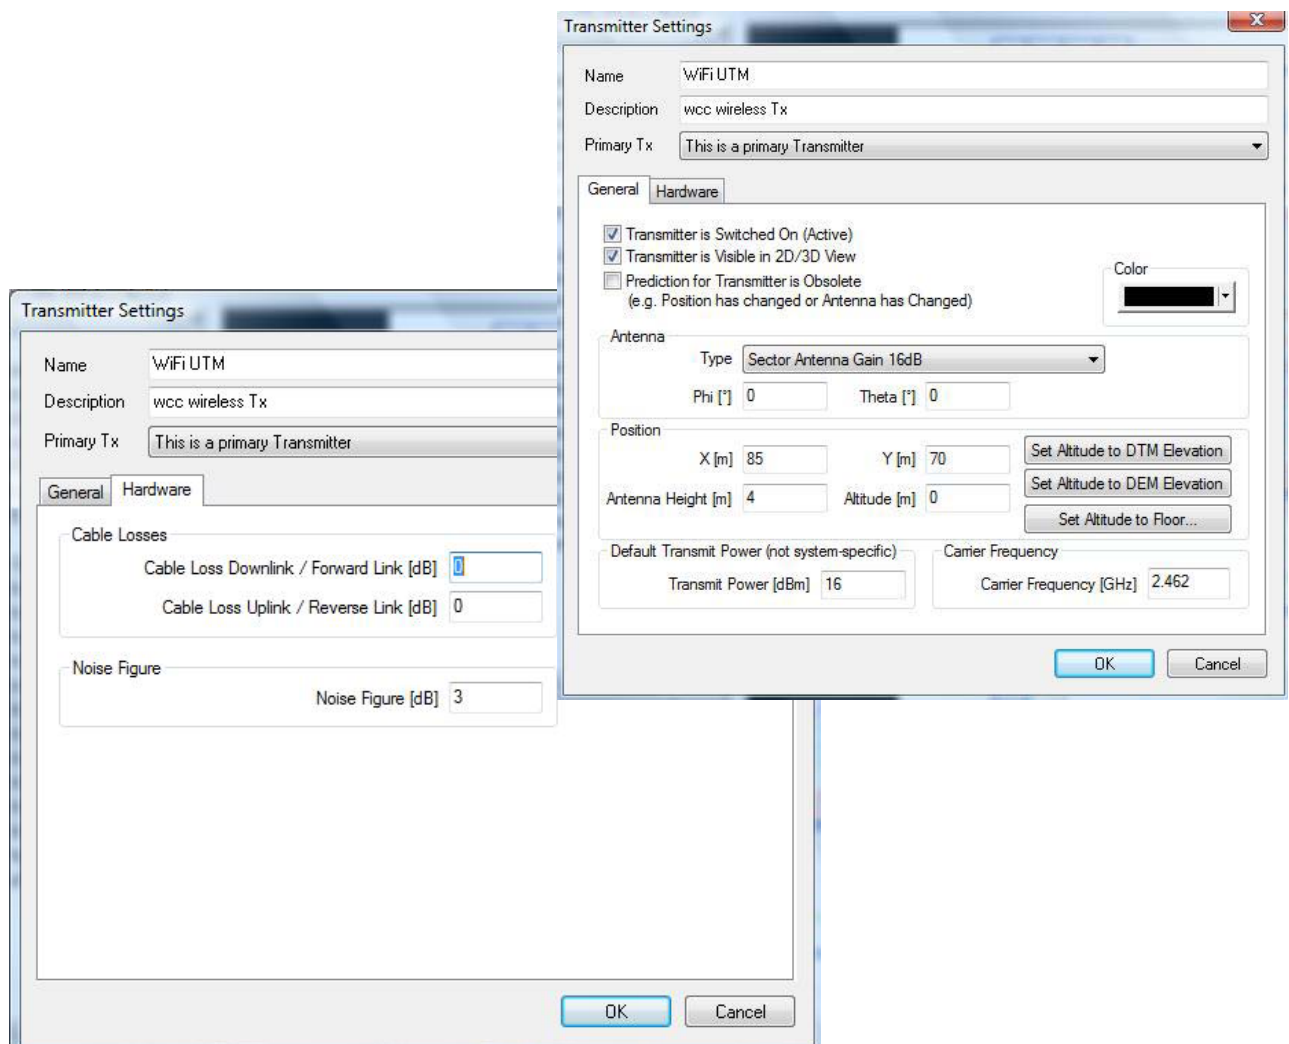 Transmitter Settings
Name WiFi UTM
Description wcc wireless Tx
Primary Tx This is a primary Transmitter
General Hardware
Transmitter is Switched On (Active)
Transmitter is Visible in 2D/3D View
Prediction for Transmitter is Obsolete
(e.g. Position has changed or Antenna has Changed)
Color
Antenna
Type Sector Antenna Gain 16dB
Phi [°] 0 Theta [°] 0
Position
X [m] 85 Y [m] 70 Set Altitude to DTM Elevation
Set Altitude to DEM Elevation
Antenna Height [m] 4 Altitude [m] 0
Set Altitude to Floor...
Default Transmit Power (not system-specific) Carrier Frequency
Transmit Power [dBm] 16 Carrier Frequency [GHz] 2.462
OK Cancel
Transmitter Settings
Name WiFi UTM
Description wcc wireless Tx
Primary Tx This is a primary Transmitter
General Hardware
Cable Losses
Cable Loss Downlink / Forward Link [dB] 0
Cable Loss Uplink / Reverse Link [dB] 0
Noise Figure
Noise Figure [dB] 3
OK Cancel